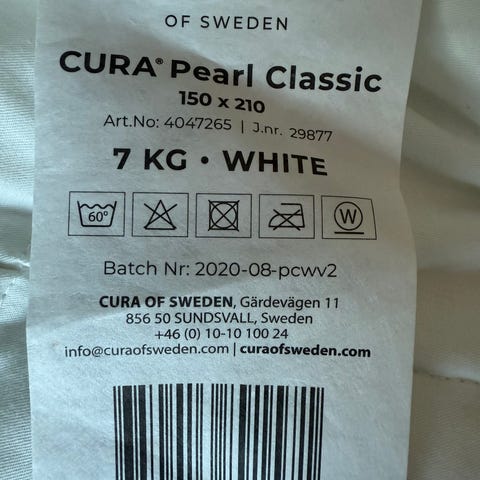 OF SWEDEN
CURA® Pearl Classic
150 x 210
Art.No: 4047265 | J.nr. 29877
7 KG • WHITE
60°
W
Batch Nr: 2020-08-pcwv2
CURA OF SWEDEN, Gärdevägen 11
856 50 SUNDSVALL, Sweden
+46 (0) 10-10 100 24
info@curaofsweden.com | curaofsweden.com